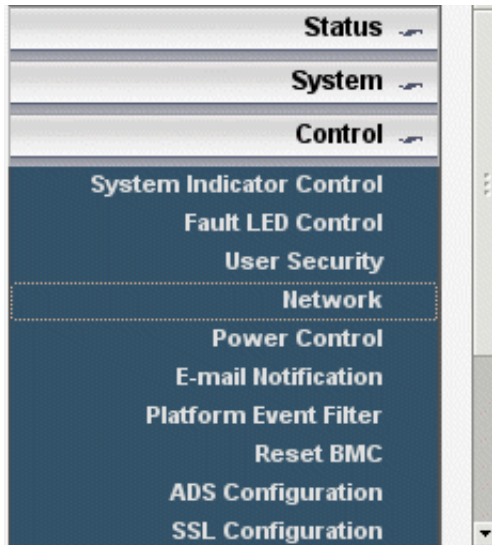 Status
System
Control
System Indicator Control
Fault LED Control
User Security
Network
Power Control
E-mail Notification
Platform Event Filter
Reset BMC
ADS Configuration
SSL Configuration